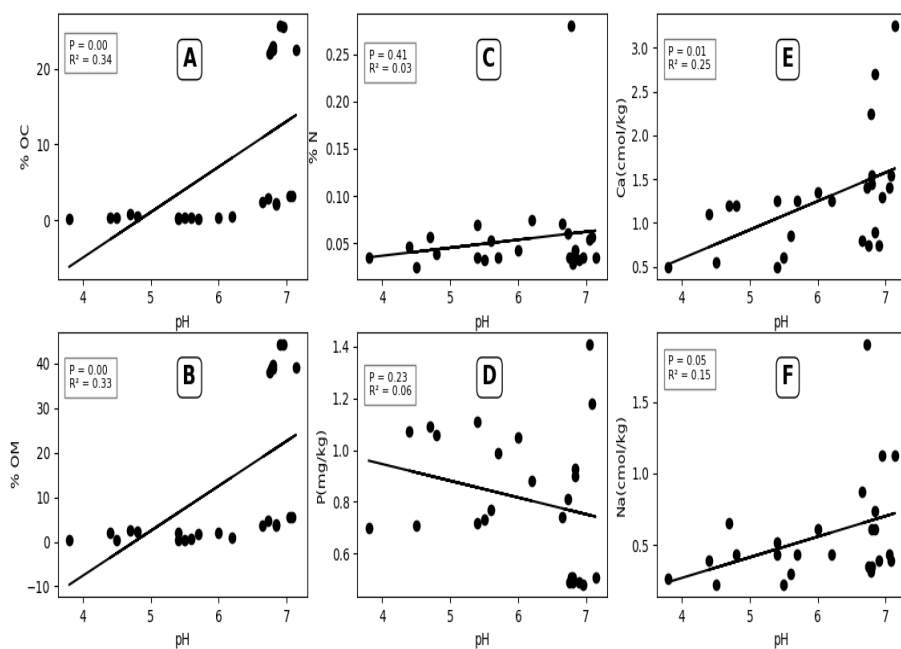 P = 0.00
R² = 0.34
A
% OC
20
10
0
4 5 6 7
pH
P = 0.41
R² = 0.03
C
% N
0.25
0.20
0.15
0.10
0.05
4 5 6 7
pH
P = 0.01
R² = 0.25
E
Ca(cmol/kg)
3.0
2.5
2.0
1.5
1.0
0.5
4 5 6 7
pH
P = 0.00
R² = 0.33
B
% OM
40
30
20
10
0
−10
4 5 6 7
pH
P = 0.23
R² = 0.06
D
P(mg/kg)
1.4
1.2
1.0
0.8
0.6
4 5 6 7
pH
P = 0.05
R² = 0.15
F
Na(cmol/kg)
1.5
1.0
0.5
4 5 6 7
pH